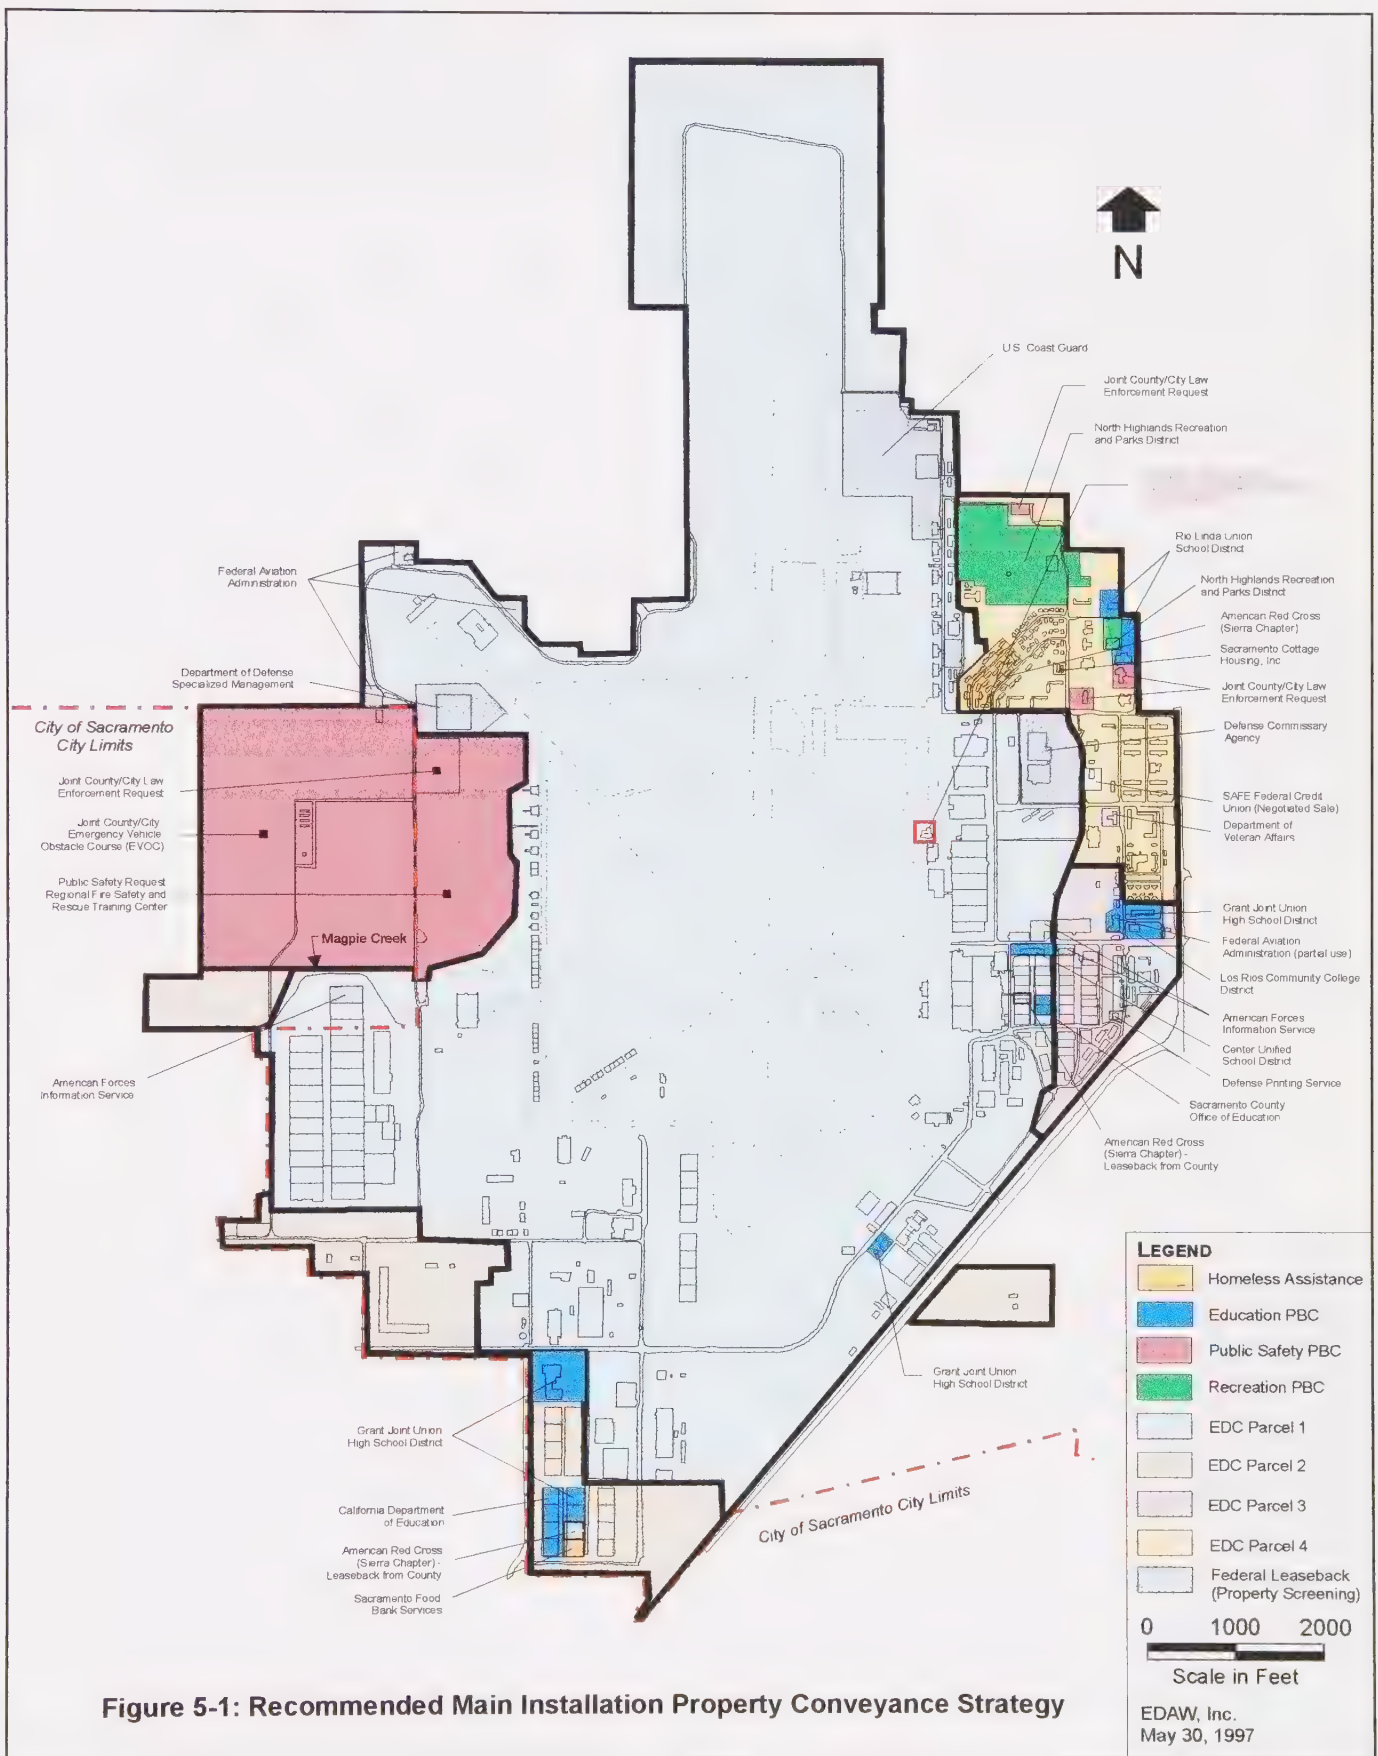 N
U.S. Coast Guard
Joint County/City Law
Enforcement Request
North Highlands Recreation
and Parks District
Rio Linda Union
School District
North Highlands Recreation
and Parks District
American Red Cross
(Sierra Chapter)
Sacramento Cottage
Housing, Inc
Joint County/City Law
Enforcement Request
Defense Commissary
Agency
SAFE Federal Credit
Union (Negotiated Sale)
Department of
Veteran Affairs
Grant Joint Union
High School District
Federal Aviation
Administration (partial use)
Los Rios Community College
District
American Forces
Information Service
Center Unified
School District
Defense Printing Service
Sacramento County
Office of Education
American Red Cross
(Sierra Chapter) -
Leaseback from County
Federal Aviation
Administration
Department of Defense
Specialized Management
City of Sacramento
City Limits
Joint County/City Law
Enforcement Request
Joint County/City
Emergency Vehicle
Obstacle Course (EVOC)
Public Safety Request
Regional Fire Safety and
Rescue Training Center
Magpie Creek
American Forces
Information Service
Grant Joint Union
High School District
Grant Joint Union
High School District
California Department
of Education
American Red Cross
(Sierra Chapter) -
Leaseback from County
Sacramento Food
Bank Services
City of Sacramento City Limits
LEGEND
Homeless Assistance
Education PBC
Public Safety PBC
Recreation PBC
EDC Parcel 1
EDC Parcel 2
EDC Parcel 3
EDC Parcel 4
Federal Leaseback
(Property Screening)
0 1000 2000
Scale in Feet
EDAW, Inc.
May 30, 1997
Figure 5-1: Recommended Main Installation Property Conveyance Strategy